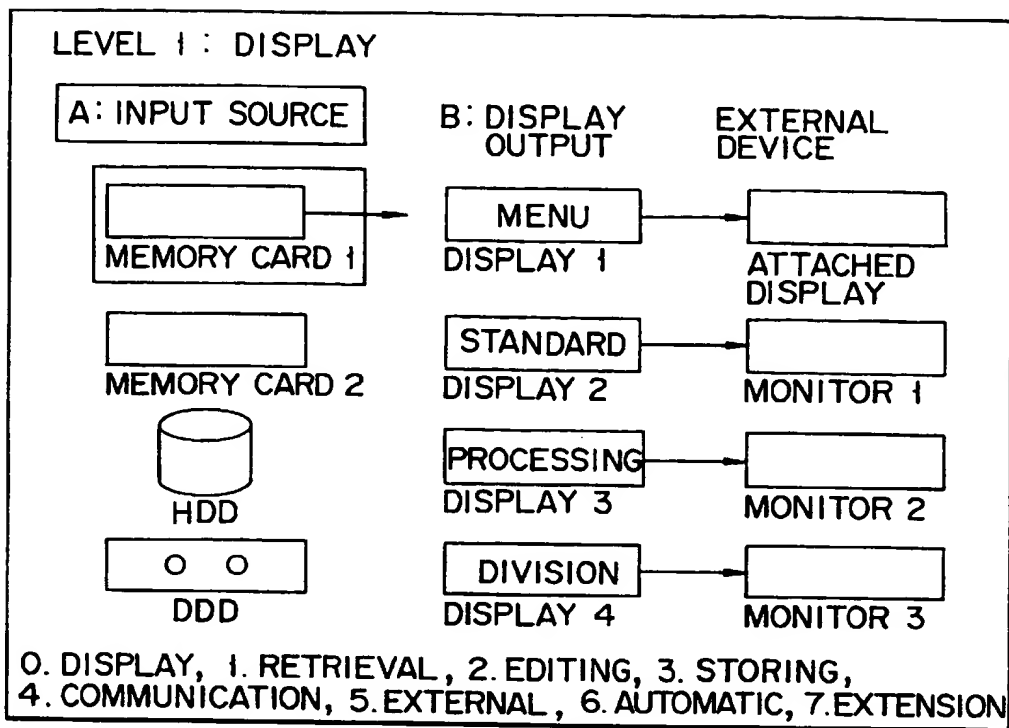 LEVEL 1 : DISPLAY
A: INPUT SOURCE
B: DISPLAY
OUTPUT
EXTERNAL
DEVICE
MEMORY CARD 1
MENU
DISPLAY 1
ATTACHED
DISPLAY
MEMORY CARD 2
STANDARD
DISPLAY 2
MONITOR 1
HDD
PROCESSING
DISPLAY 3
MONITOR 2
DDD
DIVISION
DISPLAY 4
MONITOR 3
0. DISPLAY, 1. RETRIEVAL, 2. EDITING, 3. STORING,
4. COMMUNICATION, 5. EXTERNAL, 6. AUTOMATIC, 7. EXTENSION